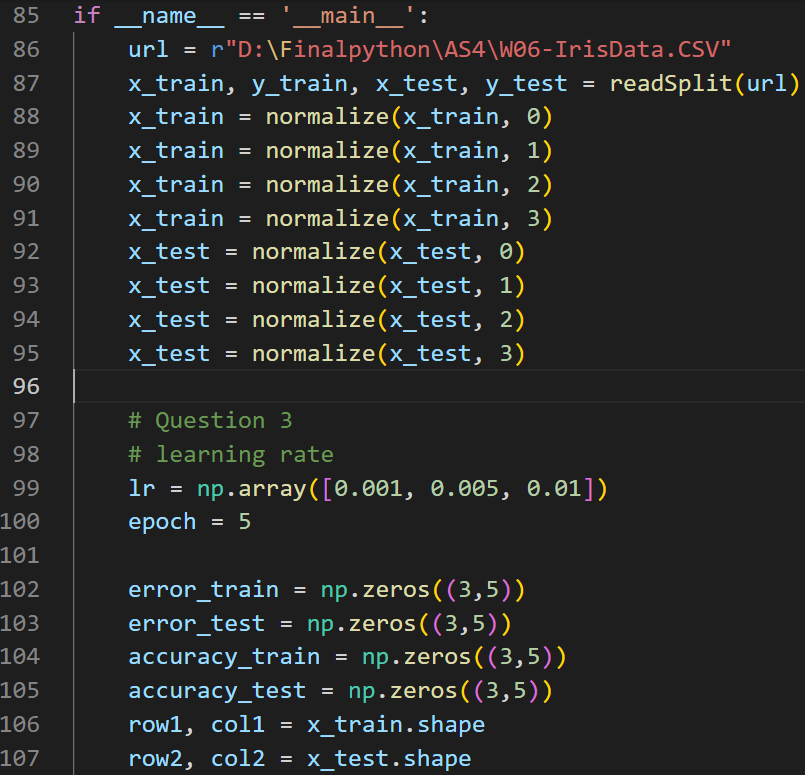 85 if __name__ == '__main__':
86     url = r"D:\Finalpython\AS4\W06-IrisData.CSV"
87     x_train, y_train, x_test, y_test = readSplit(url)
88     x_train = normalize(x_train, 0)
89     x_train = normalize(x_train, 1)
90     x_train = normalize(x_train, 2)
91     x_train = normalize(x_train, 3)
92     x_test = normalize(x_test, 0)
93     x_test = normalize(x_test, 1)
94     x_test = normalize(x_test, 2)
95     x_test = normalize(x_test, 3)
96
97     # Question 3
98     # learning rate
99     lr = np.array([0.001, 0.005, 0.01])
100     epoch = 5
101
102     error_train = np.zeros((3,5))
103     error_test = np.zeros((3,5))
104     accuracy_train = np.zeros((3,5))
105     accuracy_test = np.zeros((3,5))
106     row1, col1 = x_train.shape
107     row2, col2 = x_test.shape